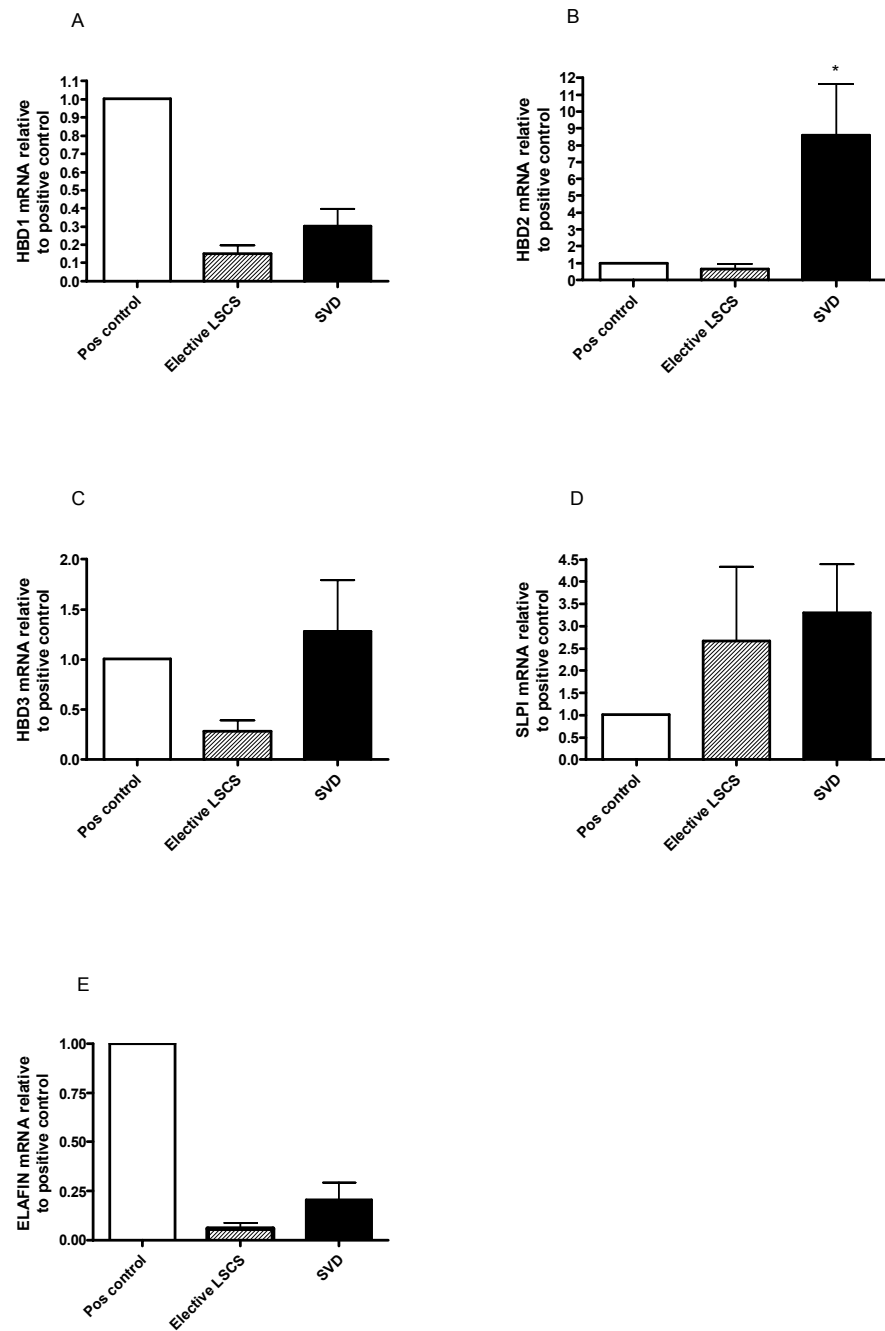 A
HBD1 mRNA relative
to positive control
1.1
1.0
0.9
0.8
0.7
0.6
0.5
0.4
0.3
0.2
0.1
0.0
Pos control
Elective LSCS
SVD
B
HBD2 mRNA relative
to positive control
12
11
10
9
8
7
6
5
4
3
2
1
0
*
Pos control
Elective LSCS
SVD
C
HBD3 mRNA relative
to positive control
2.0
1.5
1.0
0.5
0.0
Pos control
Elective LSCS
SVD
D
SLPI mRNA relative
to positive control
4.5
4.0
3.5
3.0
2.5
2.0
1.5
1.0
0.5
0.0
Pos control
Elective LSCS
SVD
E
ELAFIN mRNA relative
to positive control
1.00
0.75
0.50
0.25
0.00
Pos control
Elective LSCS
SVD